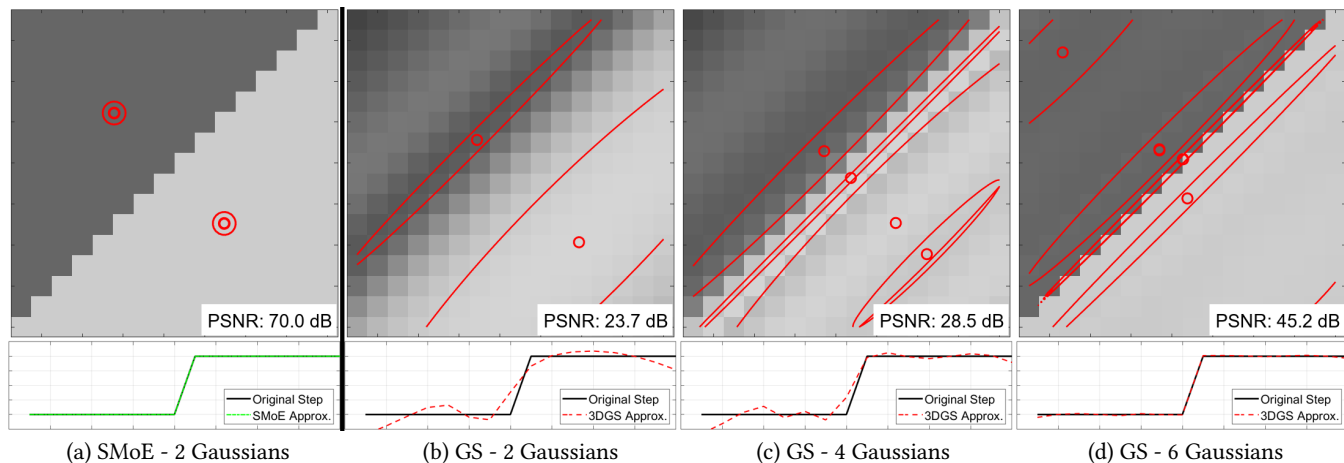 PSNR: 70.0 dB
PSNR: 23.7 dB
PSNR: 28.5 dB
PSNR: 45.2 dB
Original Step
SMoE Approx.
Original Step
3DGS Approx.
Original Step
3DGS Approx.
Original Step
3DGS Approx.
(a) SMoE - 2 Gaussians
(b) GS - 2 Gaussians
(c) GS - 4 Gaussians
(d) GS - 6 Gaussians